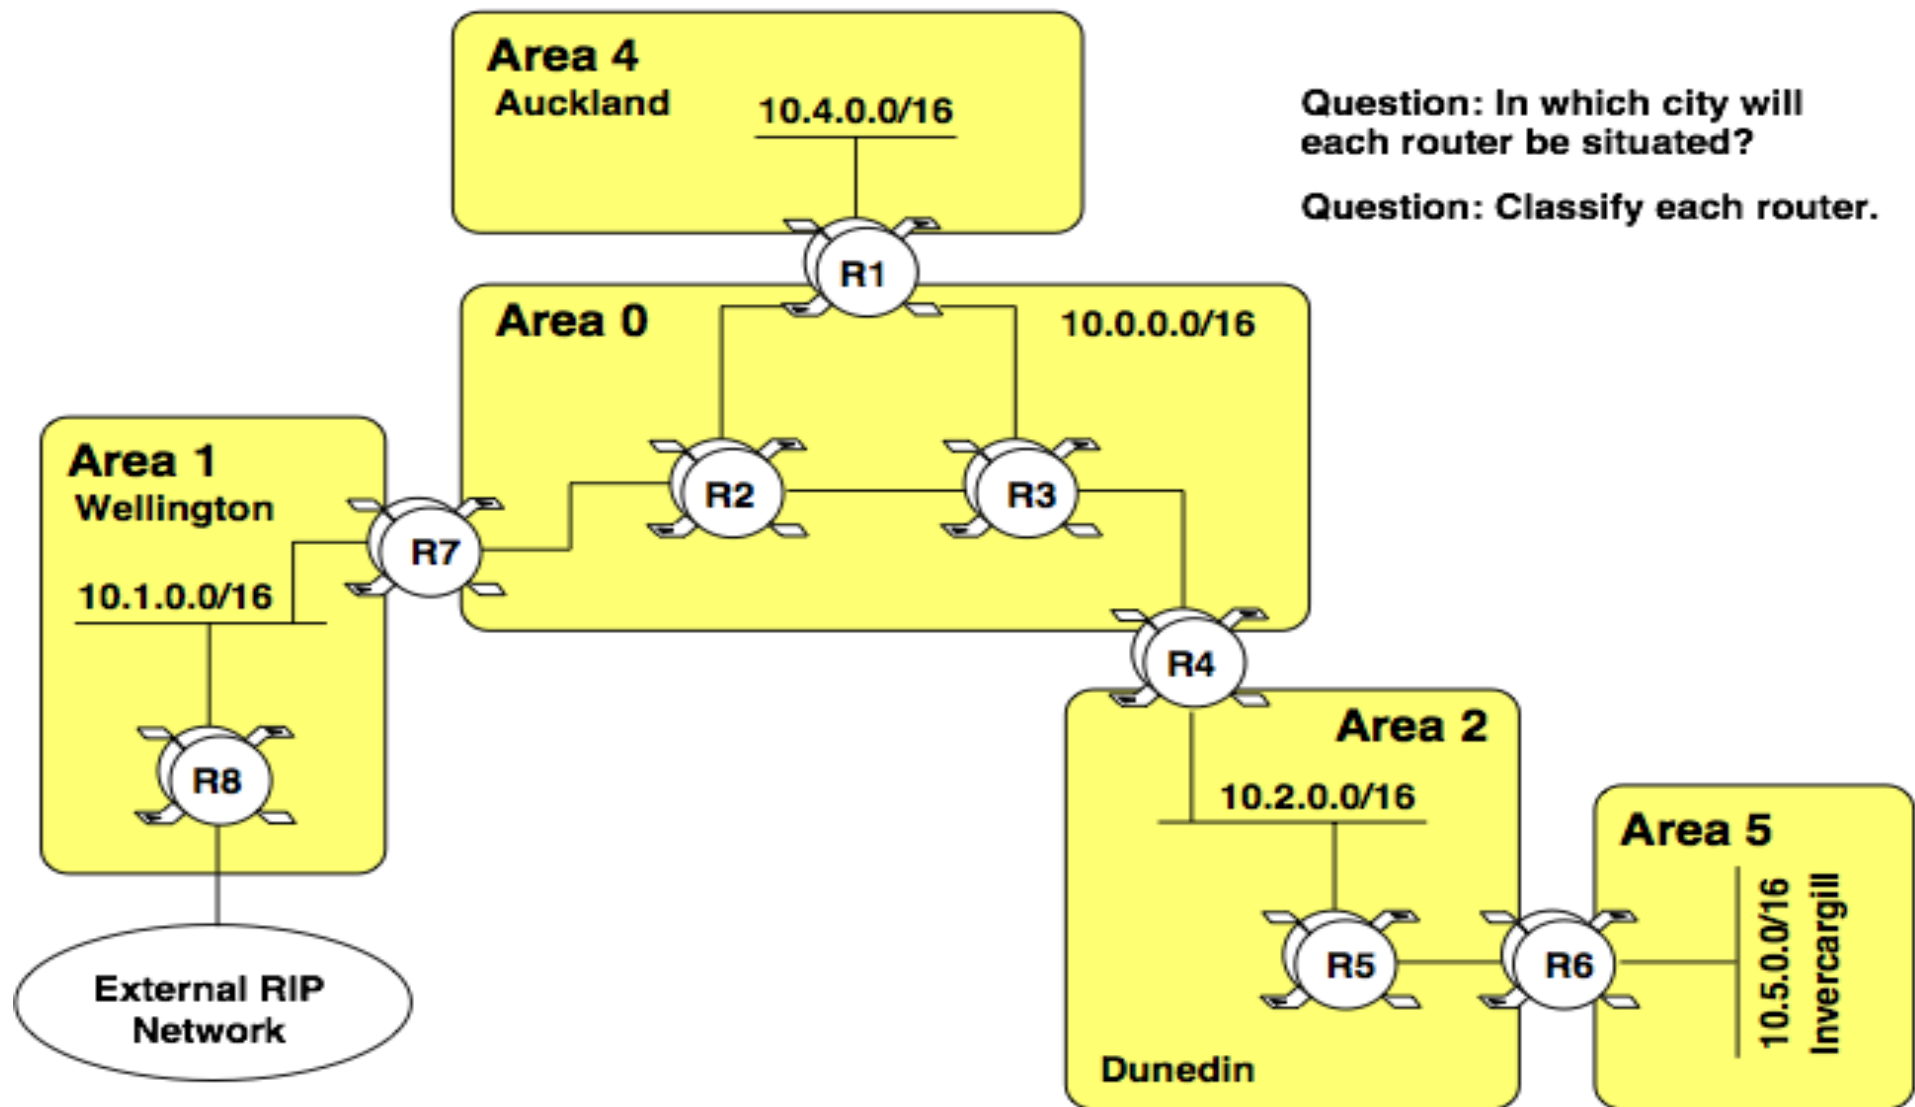 Area 4
Auckland
10.4.0.0/16
Question: In which city will
each router be situated?
Question: Classify each router.
R1
Area 0
10.0.0.0/16
R2
R3
Area 1
Wellington
R7
10.1.0.0/16
R8
R4
Area 2
10.2.0.0/16
Area 5
R5
R6
10.5.0.0/16
Invercargill
External RIP
Network
Dunedin